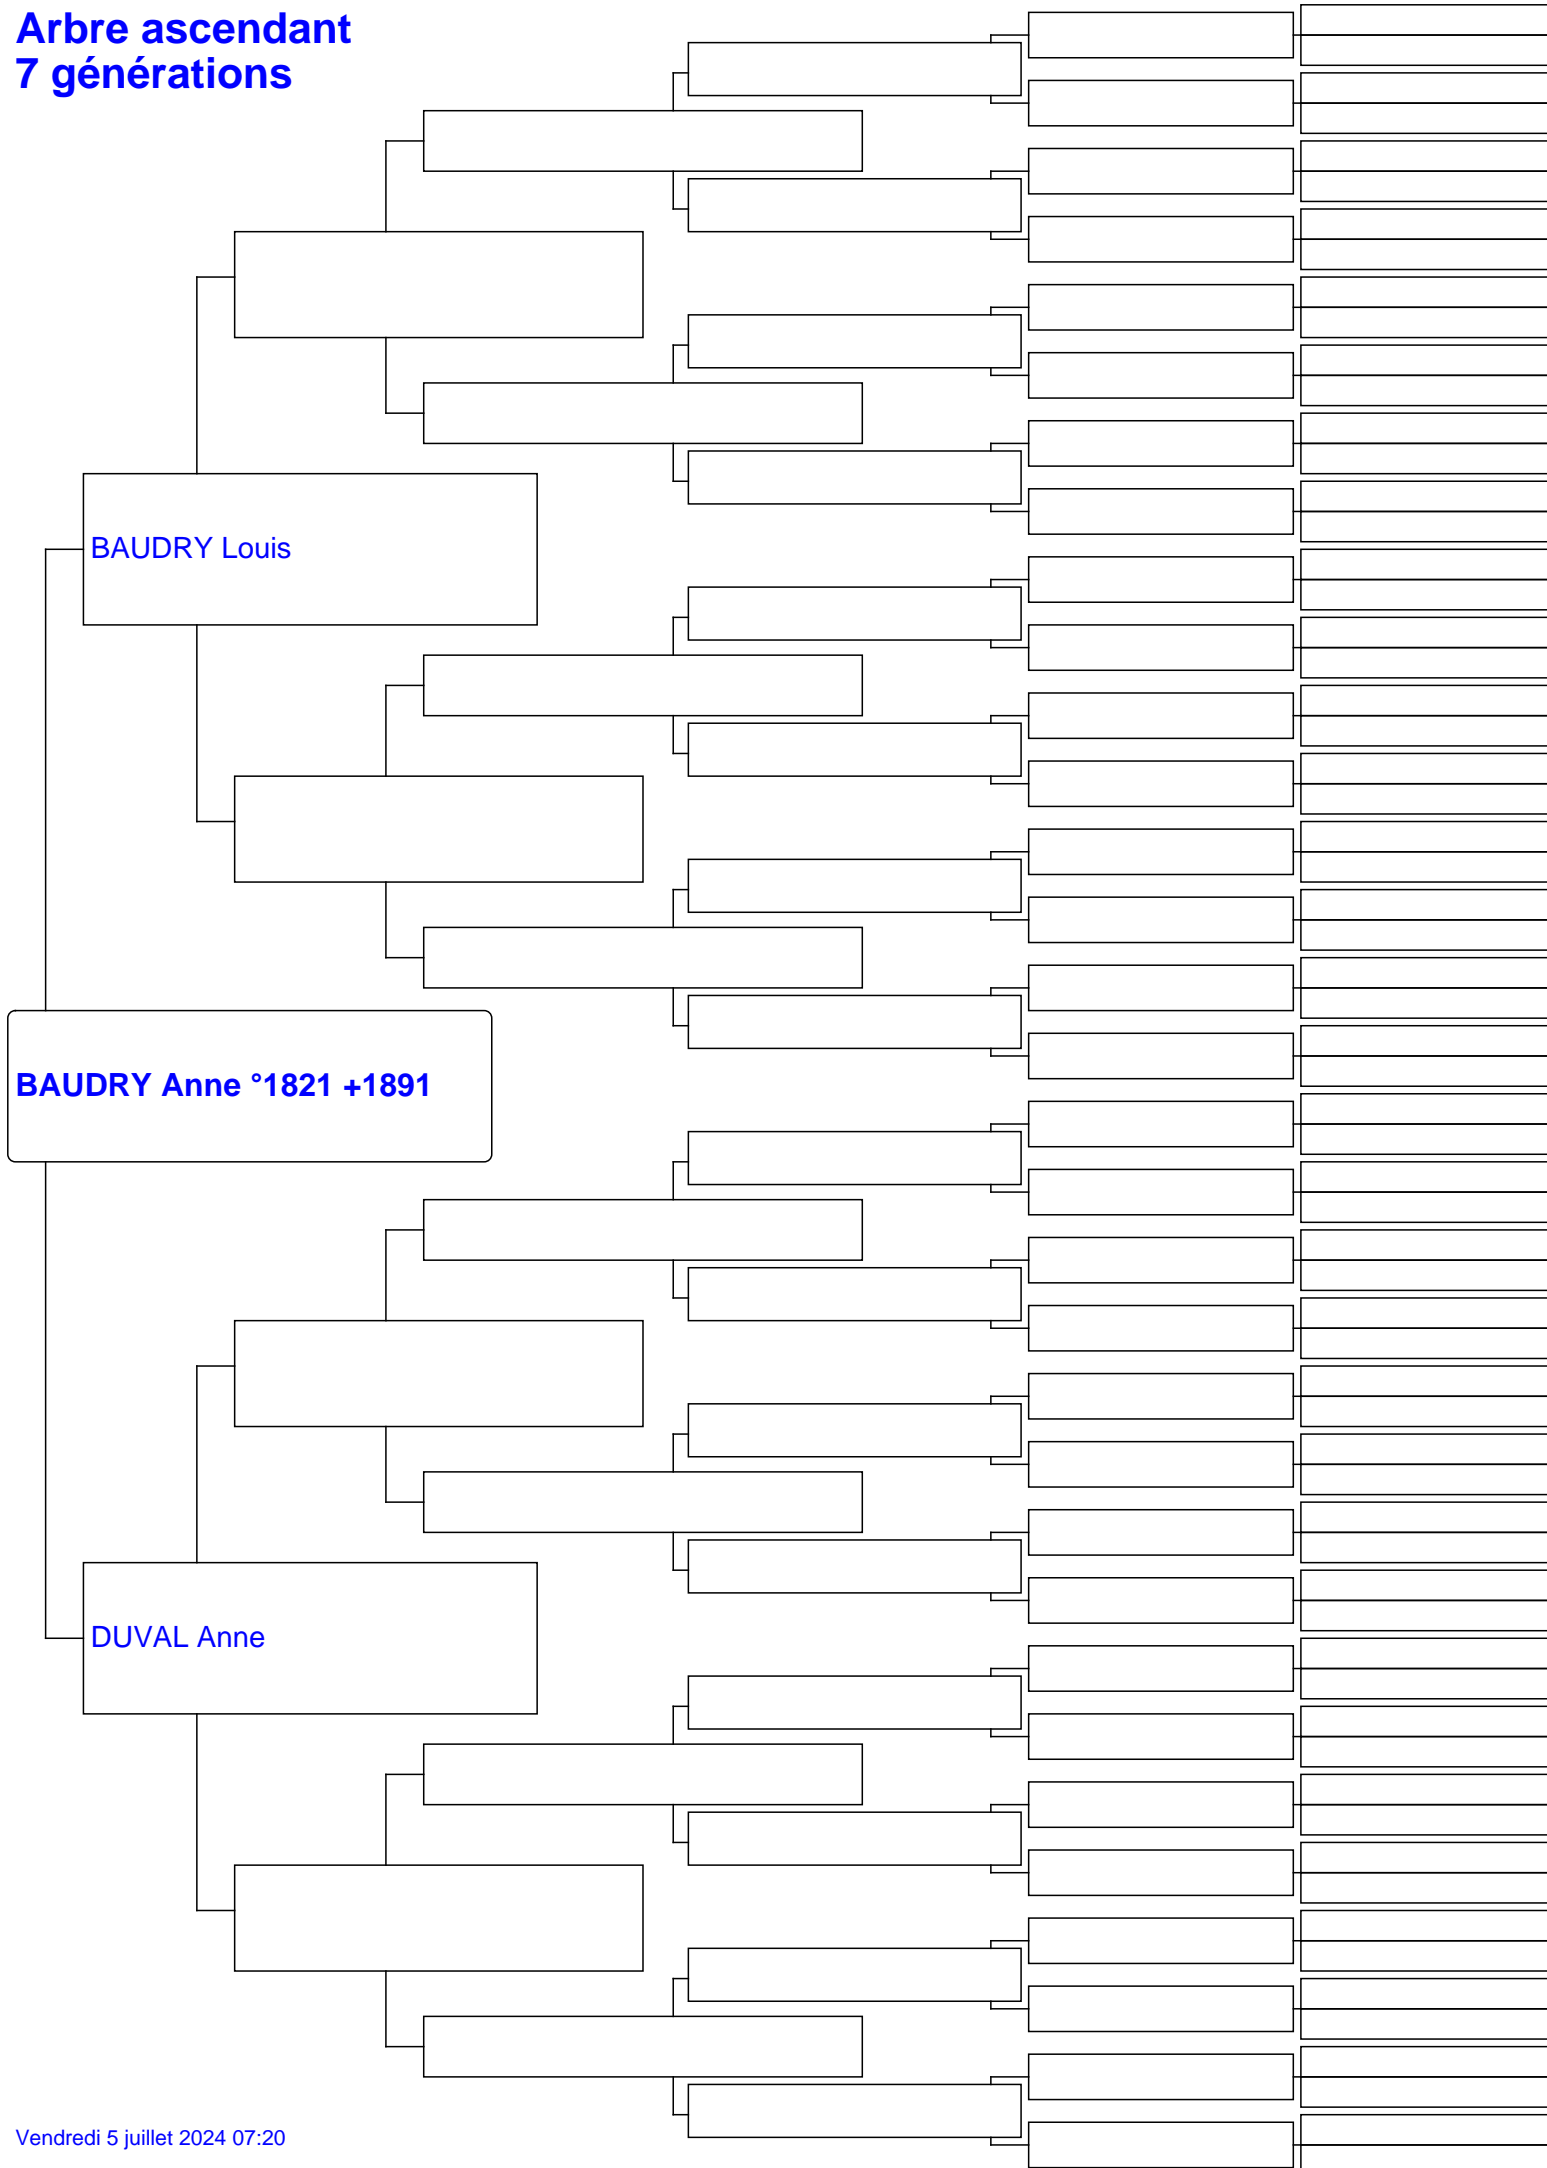 Arbre ascendant
7 générations
BAUDRY Louis
BAUDRY Anne °1821 +1891
DUVAL Anne
Vendredi 5 juillet 2024 07:20